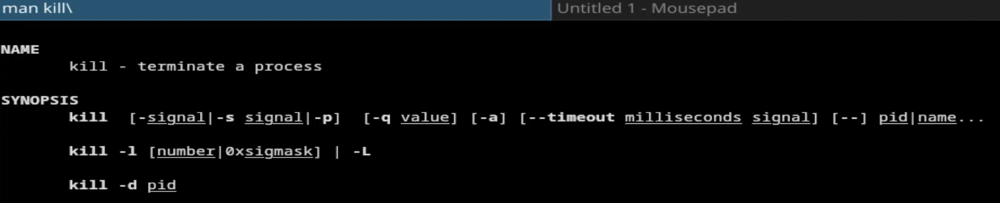 man kill\
Untitled 1 - Mousepad
NAME
kill - terminate a process
SYNOPSIS
kill [-signal|-s signal|-p] [-q value] [-a] [--timeout milliseconds signal] [--] pid|name...
kill -l [number|0xsigmask] | -L
kill -d pid